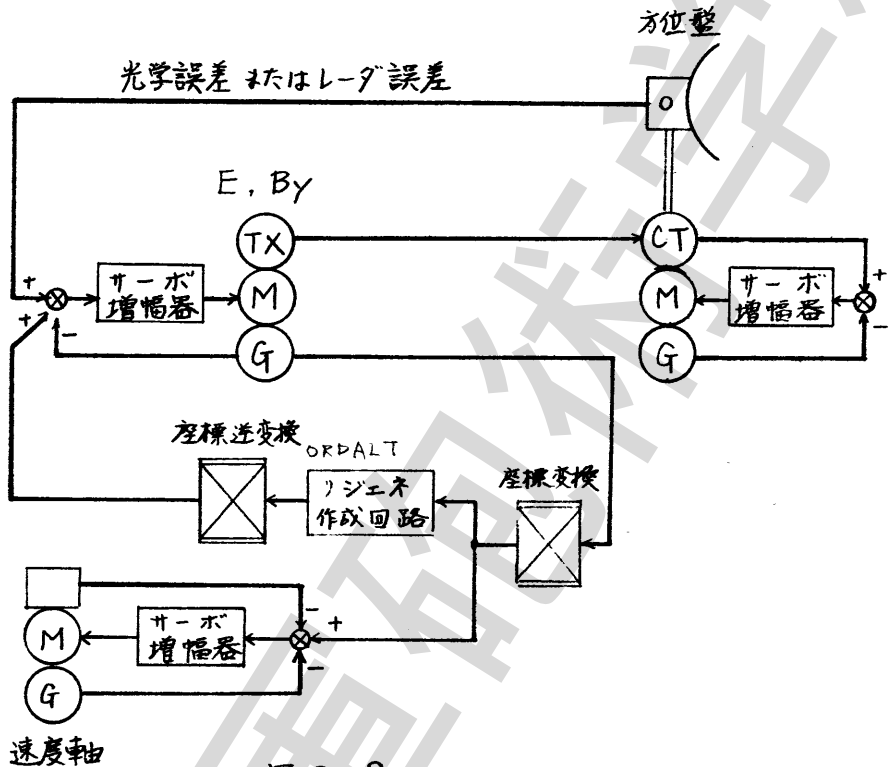 方位盤
光学誤差 またはレーダ誤差
O
E, By
TX
CT
+
サーボ
増幅器
M
M
サーボ
増幅器
+
+
−
−
G
G
座標逆変換
ORDALT
リジェネ
作成回路
座標変換
M
サーボ
増幅器
−
+
−
G
速度軸